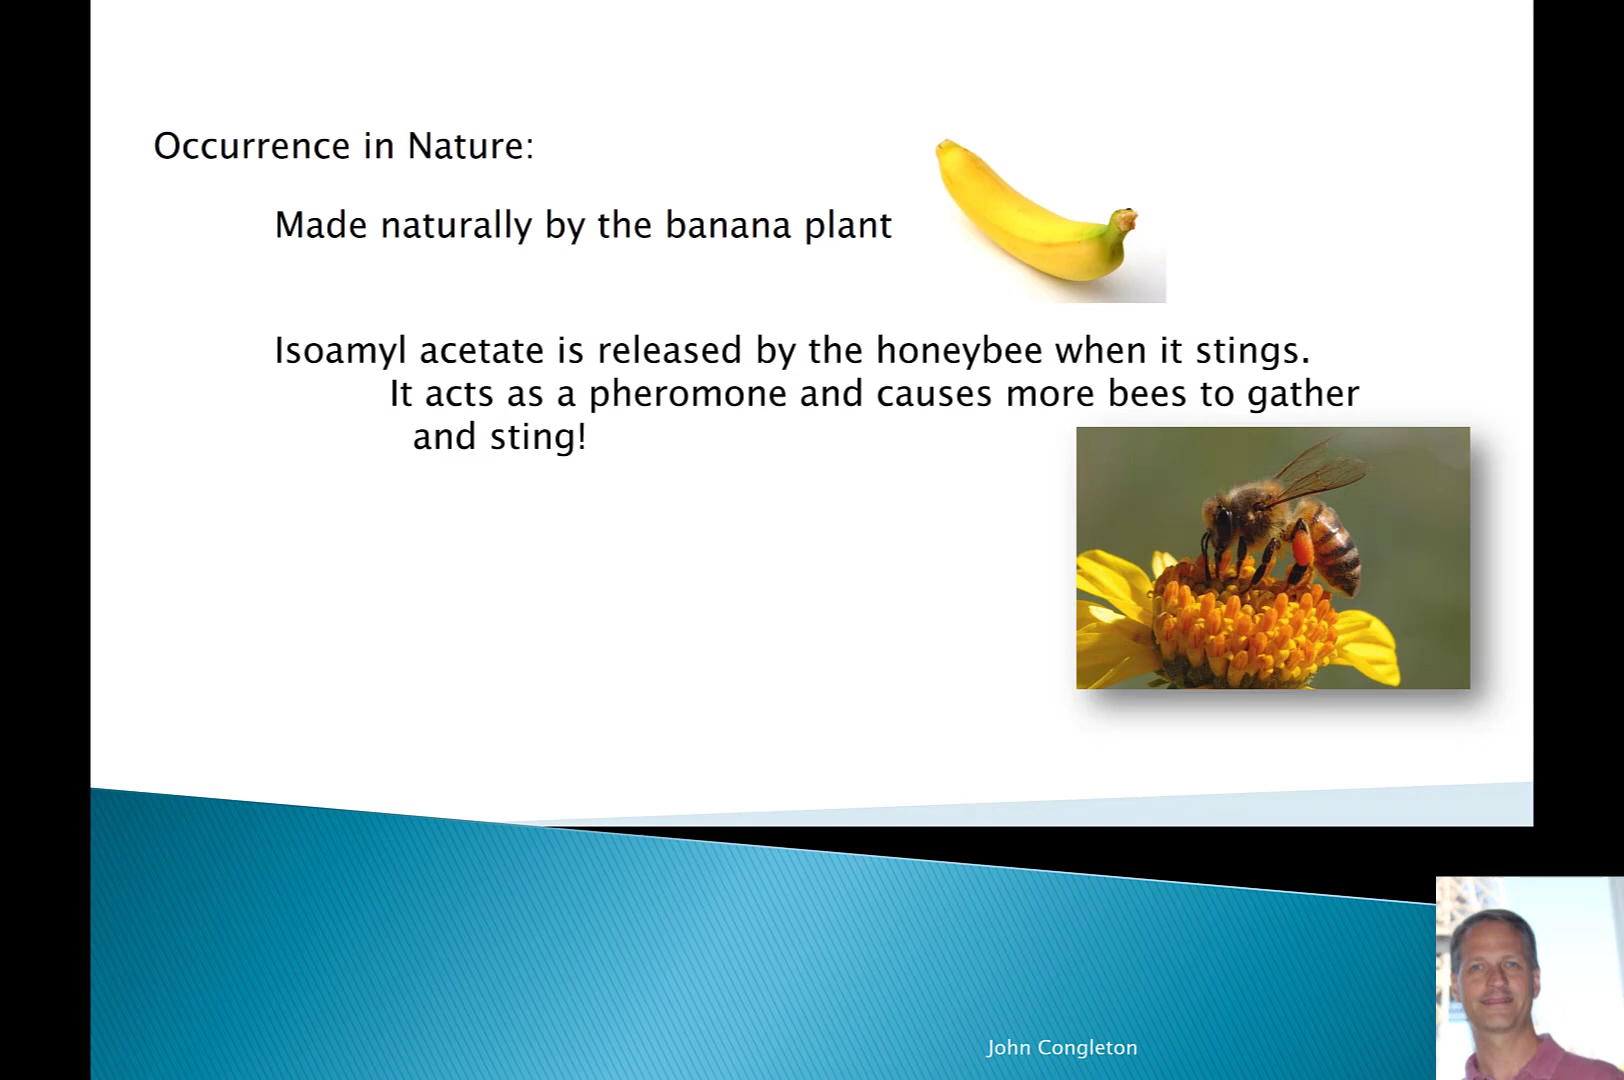 Occurrence in Nature:
Made naturally by the banana plant
Isoamyl acetate is released by the honeybee when it stings.
It acts as a pheromone and causes more bees to gather
and sting!
John Congleton